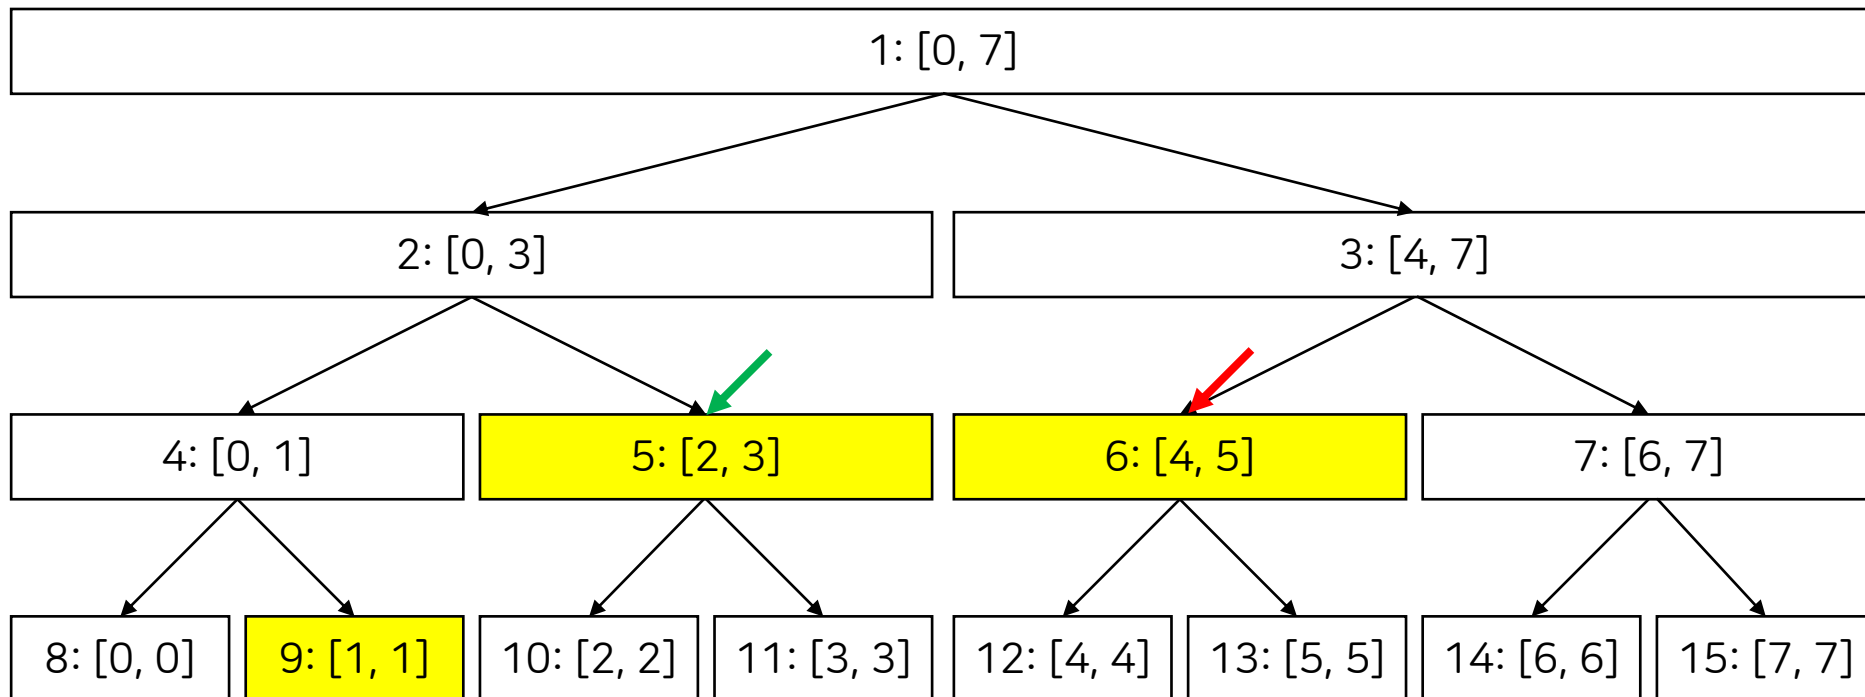 1: [0, 7]
2: [0, 3]
3: [4, 7]
4: [0, 1]
5: [2, 3]
6: [4, 5]
7: [6, 7]
8: [0, 0]
9: [1, 1]
10: [2, 2]
11: [3, 3]
12: [4, 4]
13: [5, 5]
14: [6, 6]
15: [7, 7]